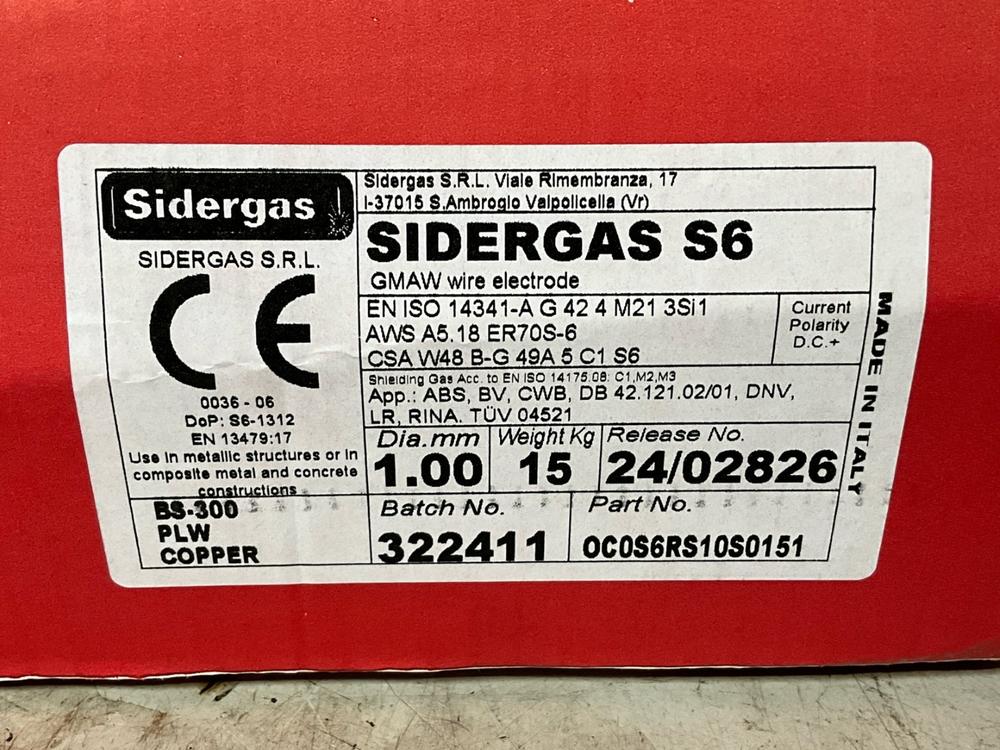 Sidergas
SIDERGAS S.R.L.
CE
0036 - 06
DoP: S6-1312
EN 13479:17
Use in metallic structures or in
composite metal and concrete
constructions
BS-300
PLW
COPPER
Sidergas S.R.L. Viale Rimembranza, 17
I-37015 S.Ambrogio Valpolicella (Vr)
SIDERGAS S6
GMAW wire electrode
EN ISO 14341-A G 42 4 M21 3Si1
AWS A5.18 ER70S-6
CSA W48 B-G 49A 5 C1 S6
Current
Polarity
D.C.+
Shielding Gas Acc. to EN ISO 14175.08: C1,M2,M3
App.: ABS, BV, CWB, DB 42.121.02/01, DNV,
LR, RINA. TÜV 04521
Dia.mm Weight Kg Release No.
1.00 15 24/02826
Batch No. Part No.
322411 OC0S6RS10S0151
MADE IN ITALY